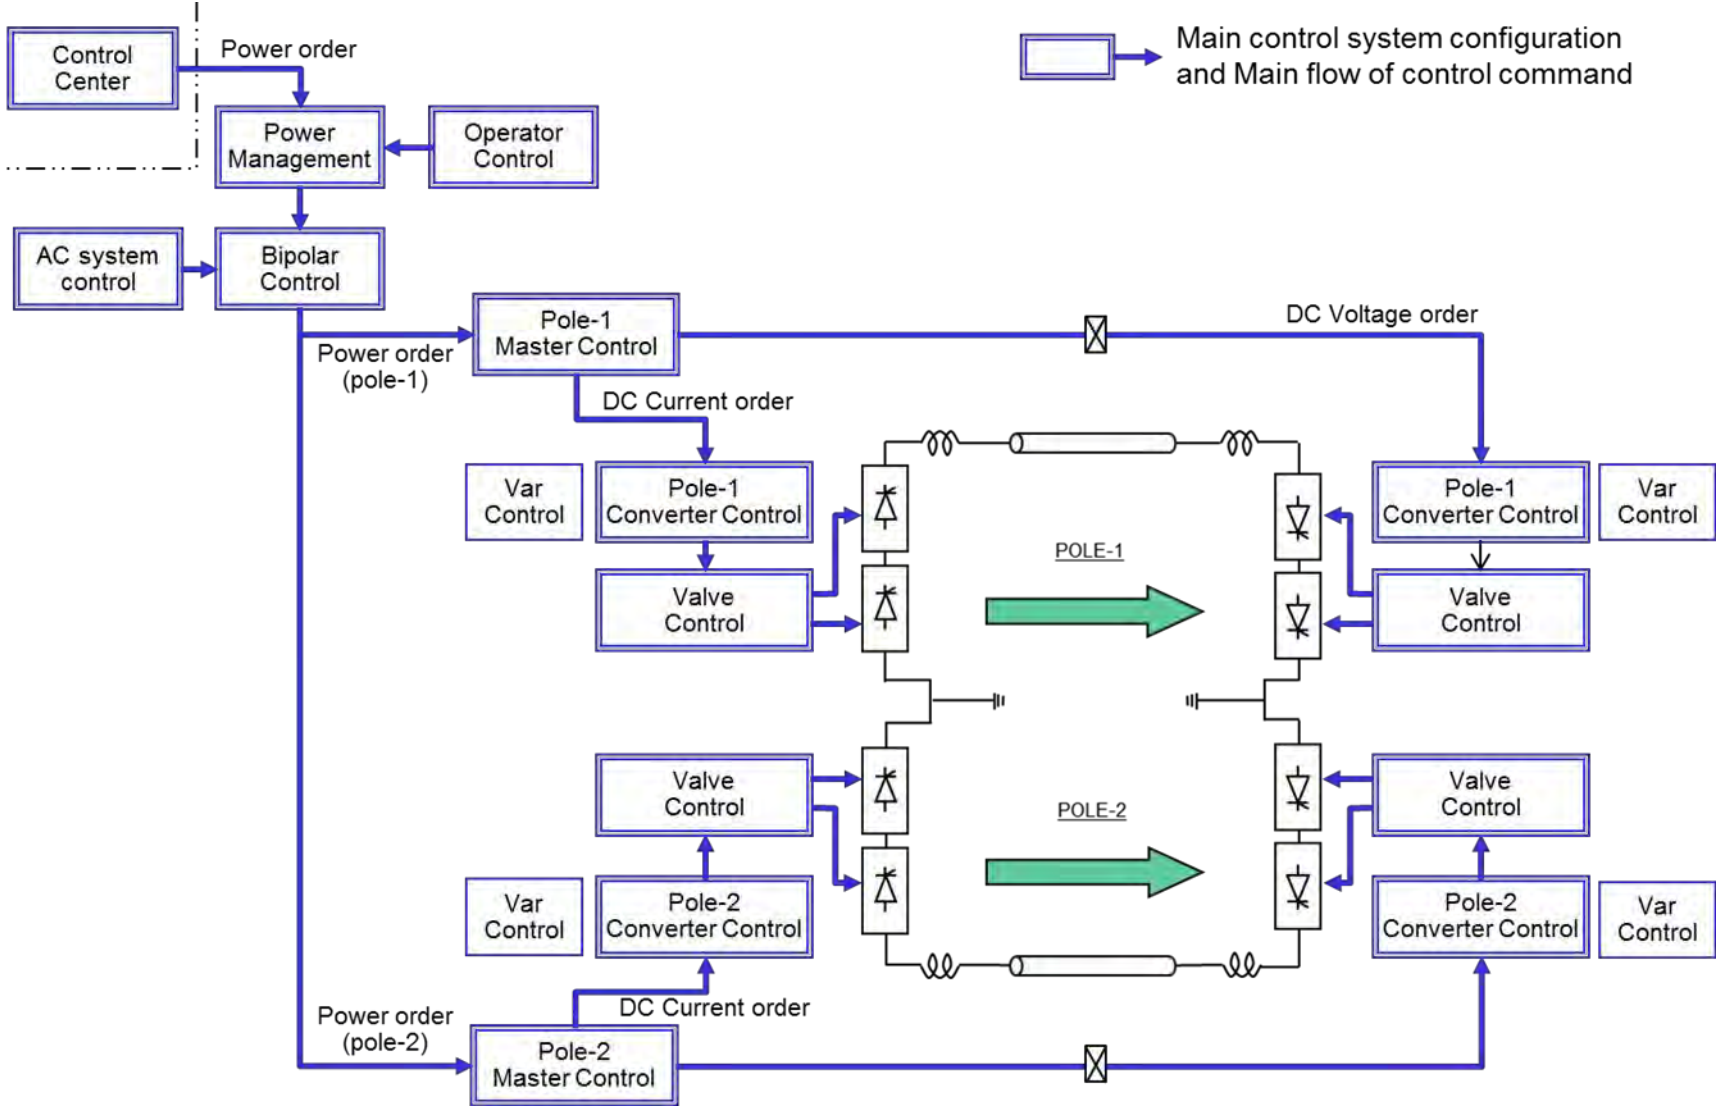 Control
Center
Power order
Main control system configuration
and Main flow of control command
Power
Management
Operator
Control
AC system
control
Bipolar
Control
Pole-1
Master Control
DC Voltage order
Power order
(pole-1)
DC Current order
Var
Control
Pole-1
Converter Control
Pole-1
Converter Control
Var
Control
POLE-1
Valve
Control
Valve
Control
Valve
Control
Valve
Control
POLE-2
Var
Control
Pole-2
Converter Control
Pole-2
Converter Control
Var
Control
Power order
(pole-2)
DC Current order
Pole-2
Master Control